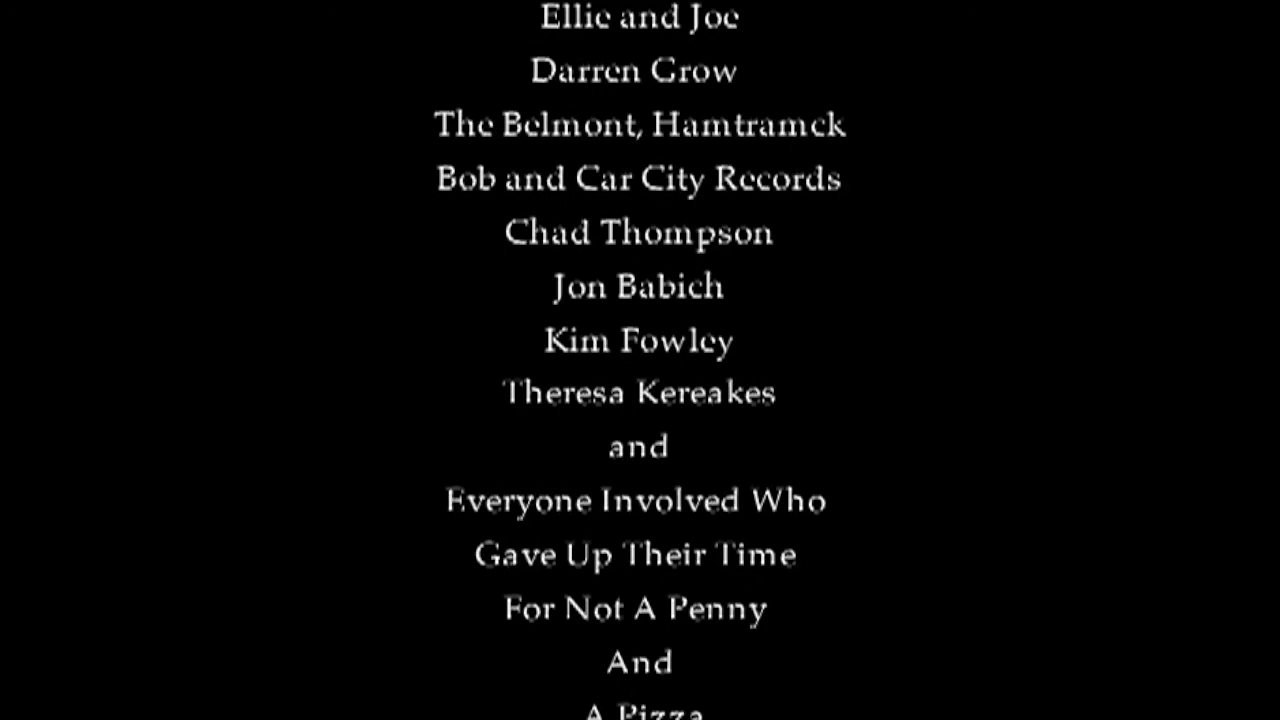 Ellie and Joe
Darren Grow
The Belmont, Hamtramck
Bob and Car City Records
Chad Thompson
Jon Babich
Kim Fowley
Theresa Kereakes
and
Everyone Involved Who
Gave Up Their Time
For Not A Penny
And
A Pizza